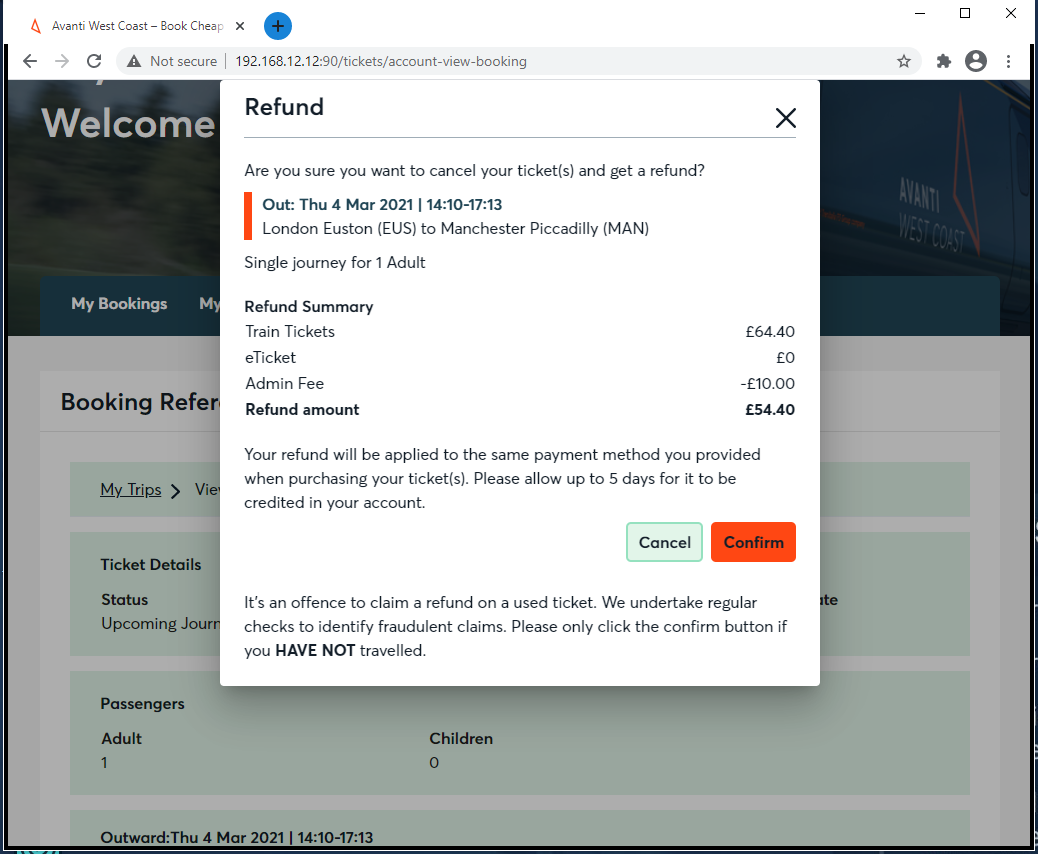 Avanti West Coast – Book Cheap
Not secure | 192.168.12.12:90/tickets/account-view-booking
Welcome
AVANTI
WEST COAST
My Bookings My
Refund
Are you sure you want to cancel your ticket(s) and get a refund?
Out: Thu 4 Mar 2021 | 14:10-17:13
London Euston (EUS) to Manchester Piccadilly (MAN)
Single journey for 1 Adult
Refund Summary
Train Tickets £64.40
eTicket £0
Admin Fee -£10.00
Refund amount £54.40
Your refund will be applied to the same payment method you provided
when purchasing your ticket(s). Please allow up to 5 days for it to be
credited in your account.
Cancel Confirm
It's an offence to claim a refund on a used ticket. We undertake regular
checks to identify fraudulent claims. Please only click the confirm button if
you HAVE NOT travelled.
Booking Refer
My Trips View
Ticket Details
Status
Upcoming Journ
Passengers
Adult Children
1 0
Outward:Thu 4 Mar 2021 | 14:10-17:13